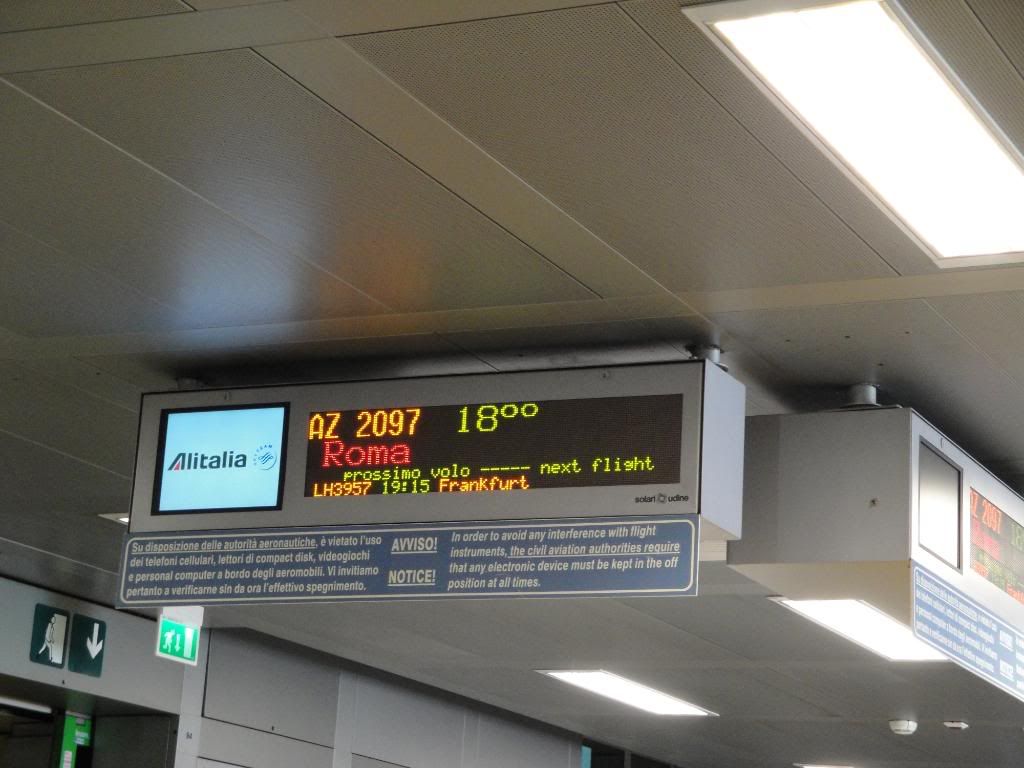 Alitalia
AZ 2097 18°°
Roma
prossimo volo ----- next flight
LH3957 19:15 Frankfurt
solari udine
Su disposizione delle autorità aeronautiche, è vietato l'uso
dei telefoni cellulari, lettori di compact disk, videogiochi
e personal computer a bordo degli aeromobili. Vi invitiamo
pertanto a verificarne sin da ora l'effettivo spegnimento.
AVVISO!
NOTICE!
In order to avoid any interference with flight
instruments, the civil aviation authorities require
that any electronic device must be kept in the off
position at all times.